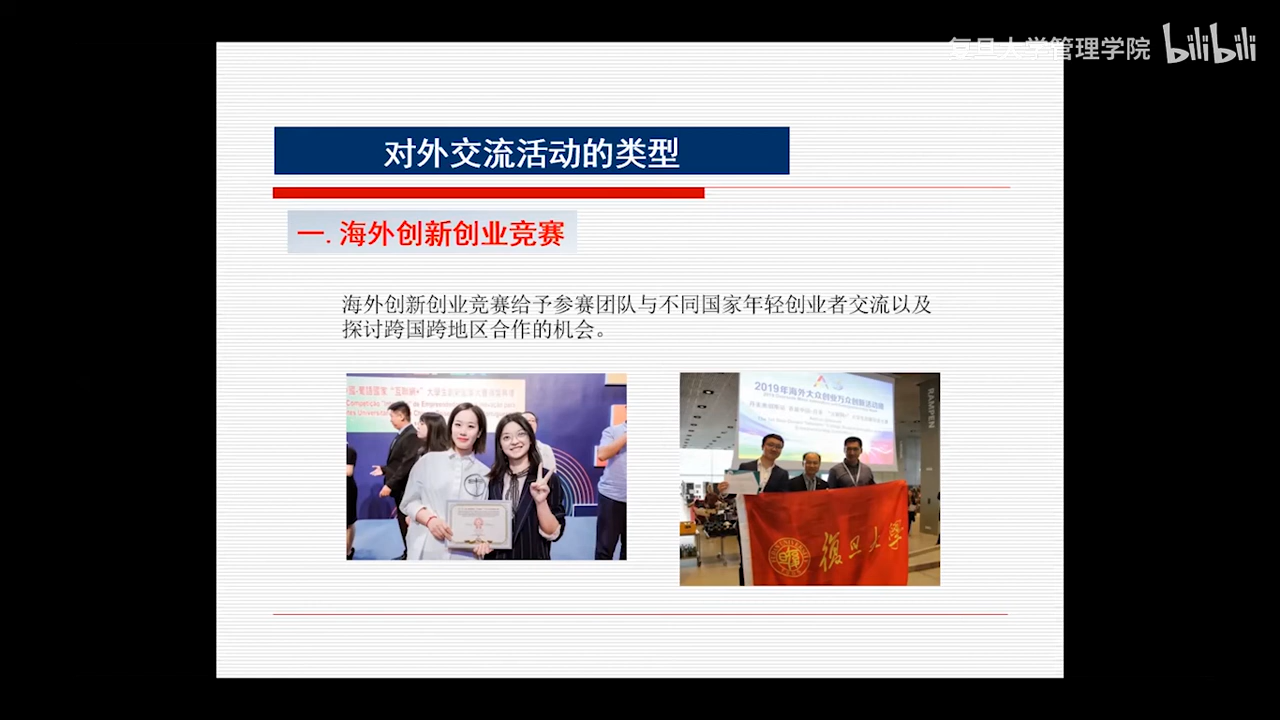 复旦大学管理学院 bilibili
对外交流活动的类型
一. 海外创新创业竞赛
海外创新创业竞赛给予参赛团队与不同国家年轻创业者交流以及
探讨跨国跨地区合作的机会。
2019年海外大众创业万众创新活动周
RAMPEN
復旦大學